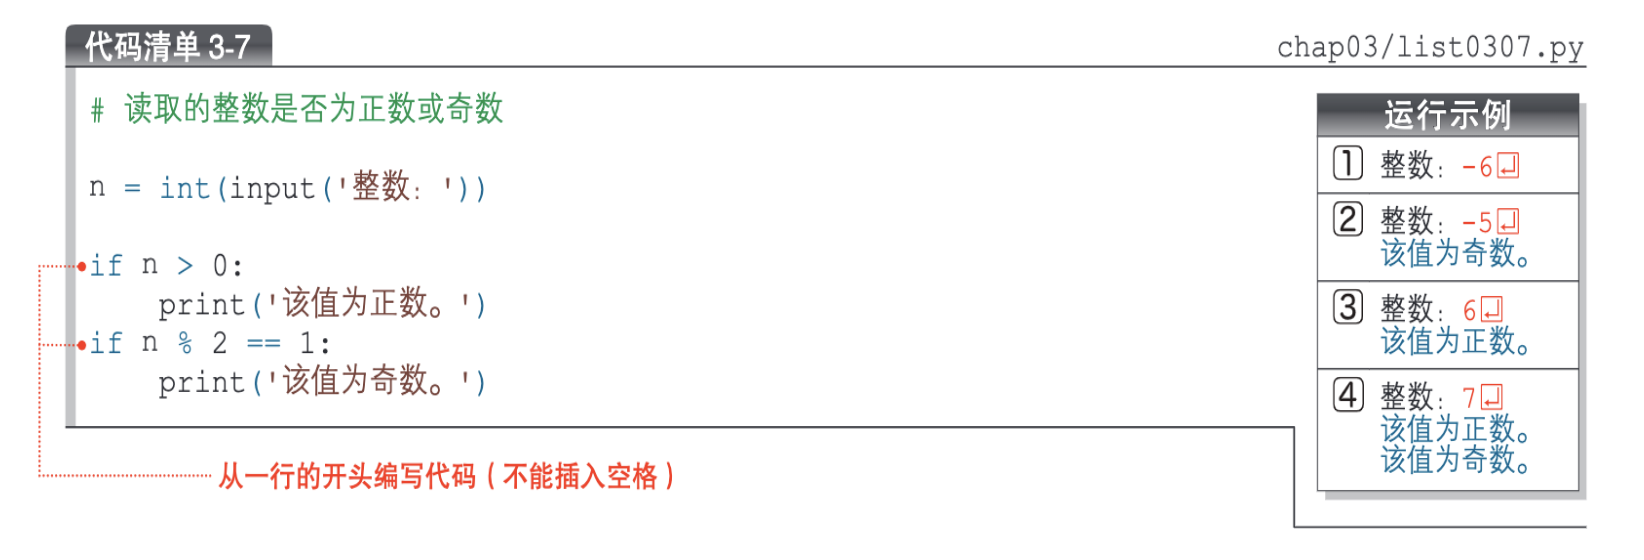 代码清单 3-7
chap03/list0307.py
# 读取的整数是否为正数或奇数
n = int(input('整数: '))
if n > 0:
    print('该值为正数。')
if n % 2 == 1:
    print('该值为奇数。')
从一行的开头编写代码（不能插入空格）
运行示例
1 整数: -6↵
2 整数: -5↵
该值为奇数。
3 整数: 6↵
该值为正数。
4 整数: 7↵
该值为正数。
该值为奇数。